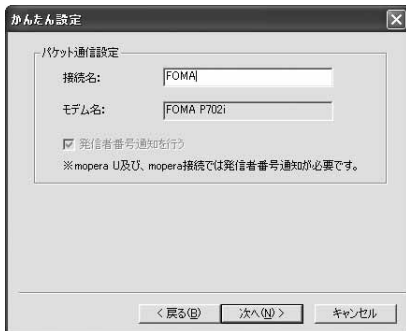 かんたん設定
パケット通信設定
接続名: FOMA
モデム名: FOMA P702i
発信者番号通知を行う
※mopera U及び、mopera接続では発信者番号通知が必要です。
< 戻る(B) 次へ(N) > キャンセル